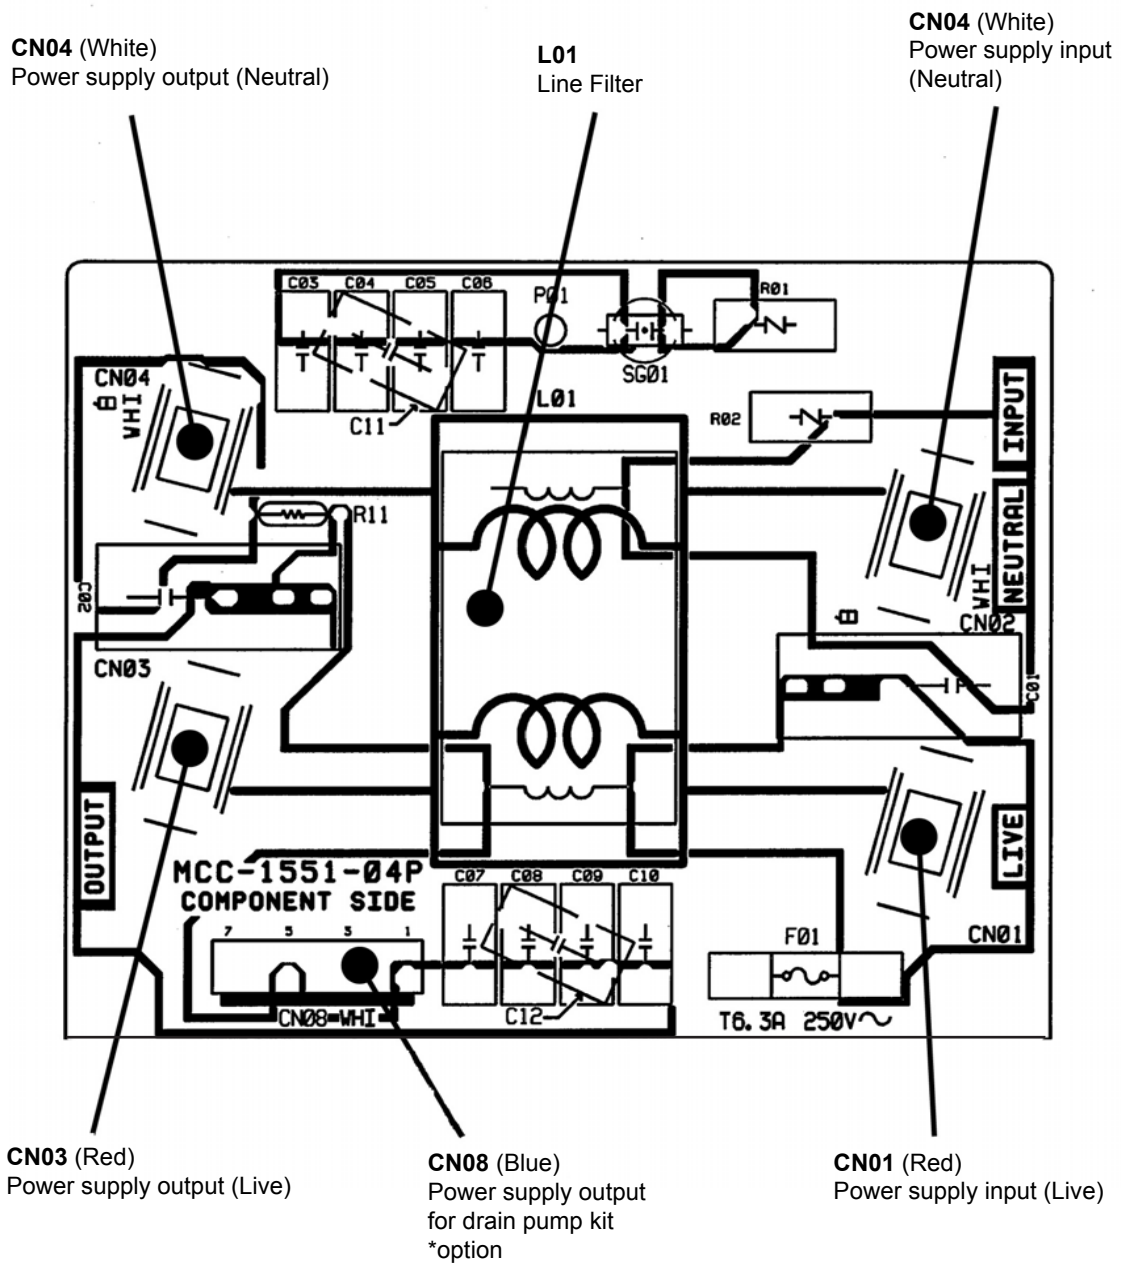 CN04 (White)
Power supply output (Neutral)
L01
Line Filter
CN04 (White)
Power supply input
(Neutral)
C03 C04 C05 C06
P01
R01
SG01
CN04
WHI
C11
L01
R02
INPUT
R11
NEUTRAL
WHI
C02
CN02
CN03
C01
OUTPUT
LIVE
MCC-1551-04P
COMPONENT SIDE
C07 C08 C09 C10
7 5 3 1
F01
CN01
CN08=WHI
C12
T6.3A 250V~
CN03 (Red)
Power supply output (Live)
CN08 (Blue)
Power supply output
for drain pump kit
*option
CN01 (Red)
Power supply input (Live)